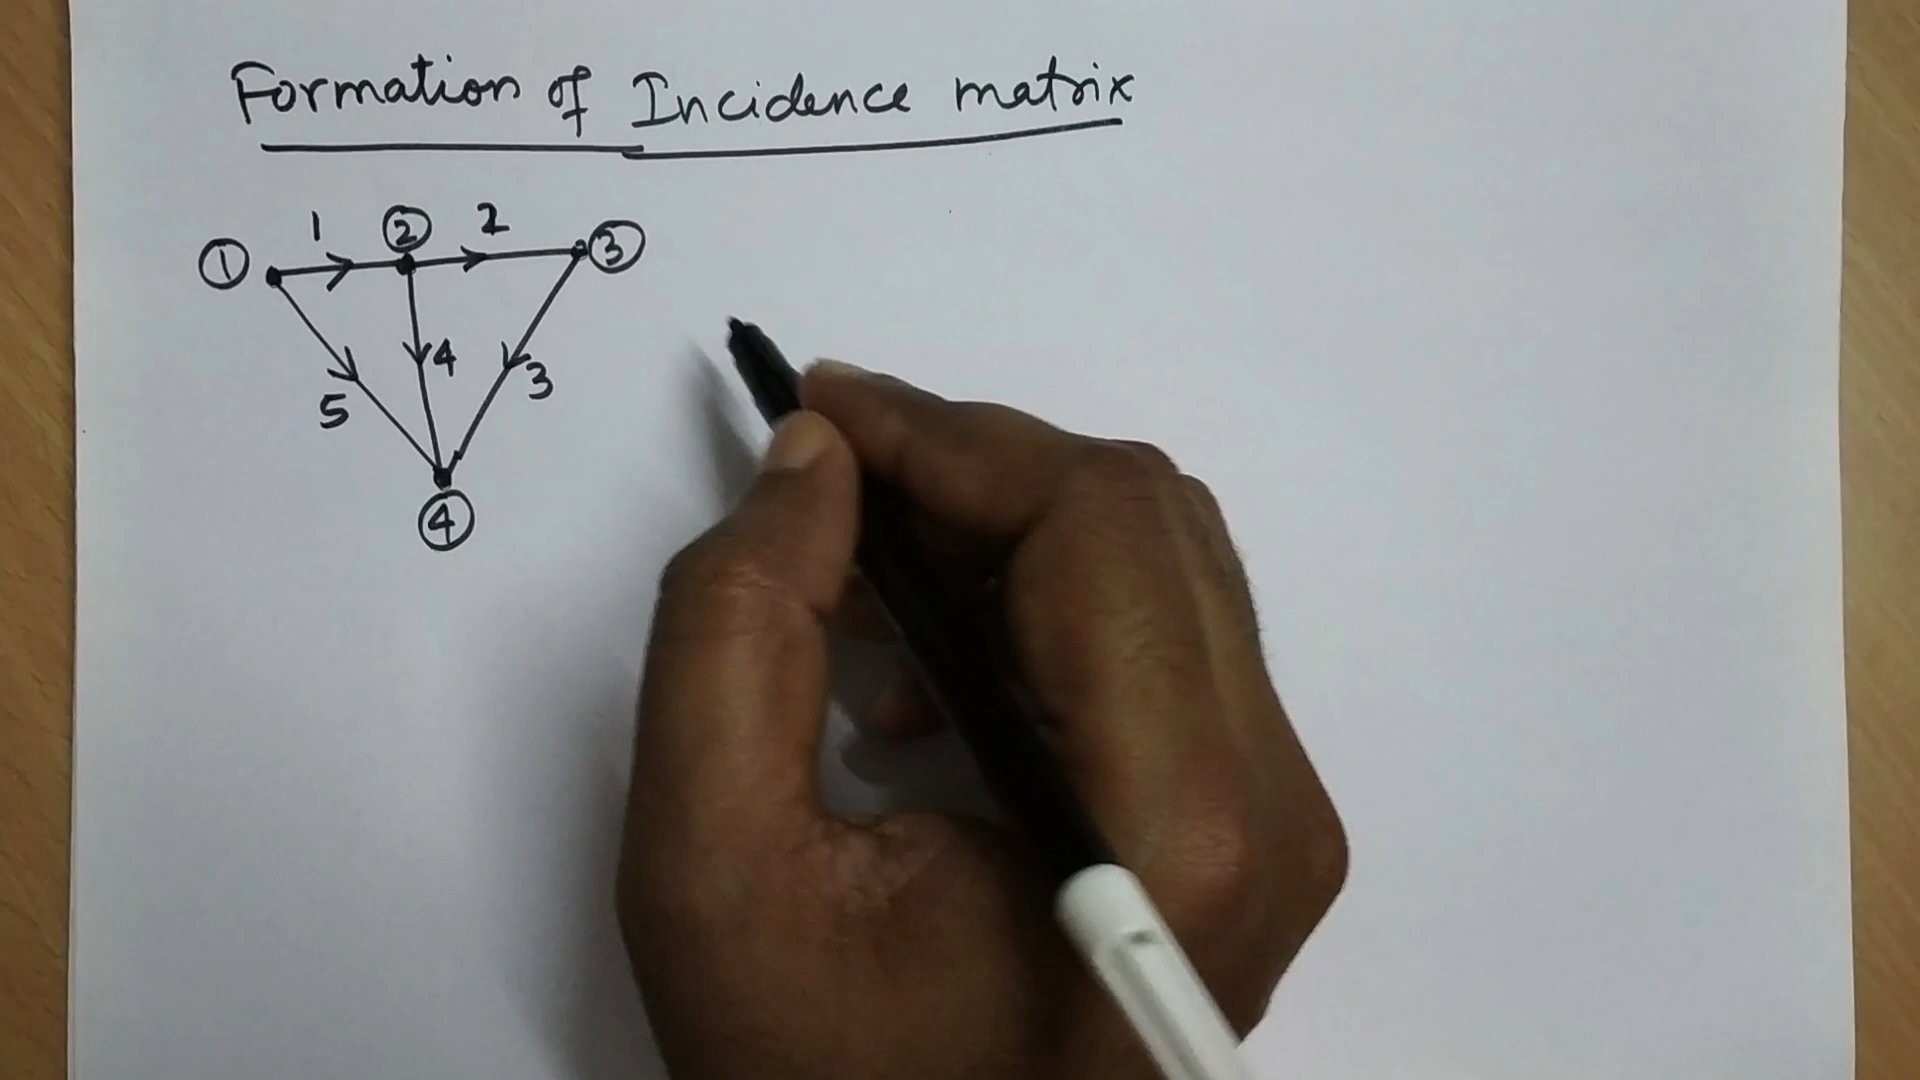 Formation of Incidence matrix
1 ② 2
① ③
4
5 3
④